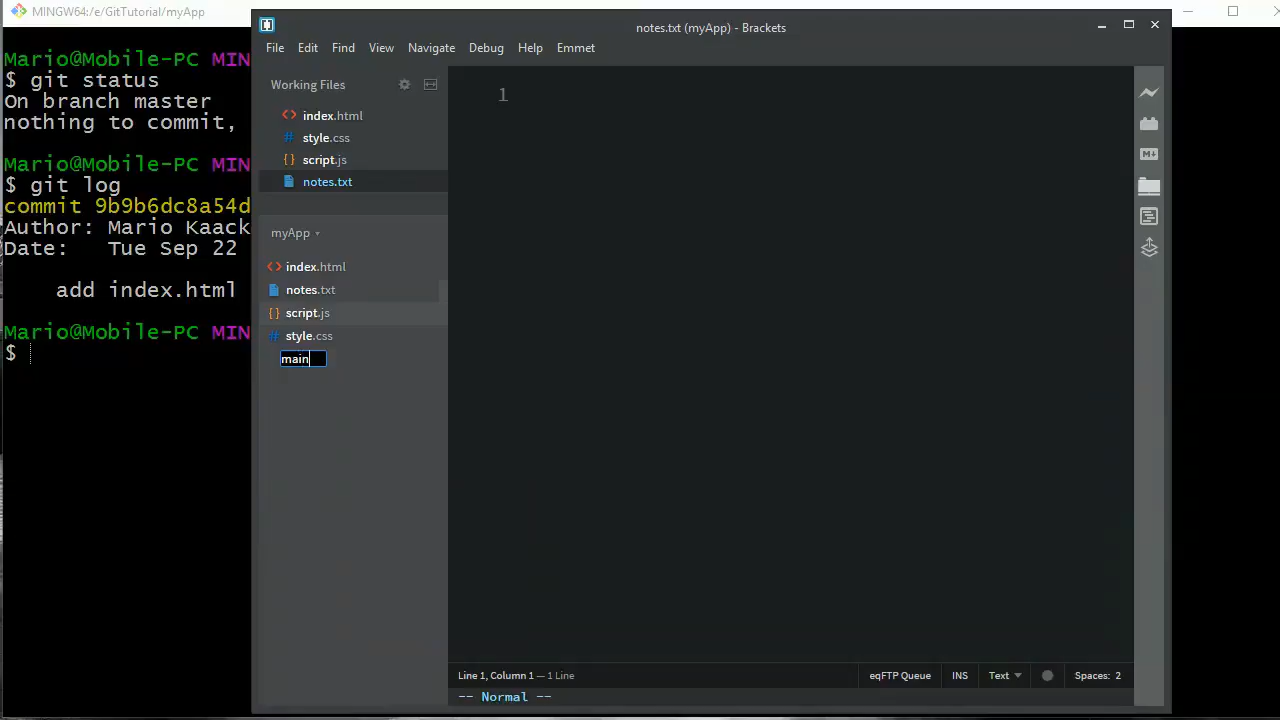 MINGW64:/e/GitTutorial/myApp
Mario@Mobile-PC MIN
$ git status
On branch master
nothing to commit,
Mario@Mobile-PC MIN
$ git log
commit 9b9b6dc8a54d
Author: Mario Kaack
Date:   Tue Sep 22
add index.html
Mario@Mobile-PC MIN
$
notes.txt (myApp) - Brackets
File Edit Find View Navigate Debug Help Emmet
Working Files
<> index.html
# style.css
{} script.js
notes.txt
myApp
<> index.html
notes.txt
{} script.js
# style.css
main
1
M↓
Line 1, Column 1 — 1 Line
eqFTP Queue INS Text Spaces: 2
-- Normal --